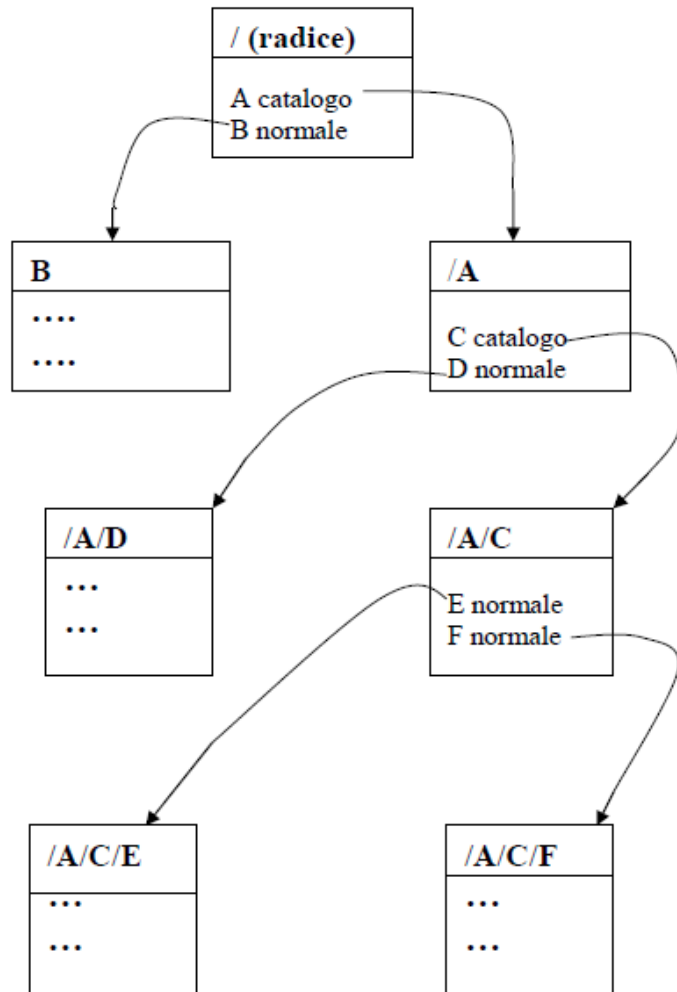 / (radice)
A catalogo
B normale
B
....
....
/A
C catalogo
D normale
/A/D
...
...
/A/C
E normale
F normale
/A/C/E
...
...
/A/C/F
...
...